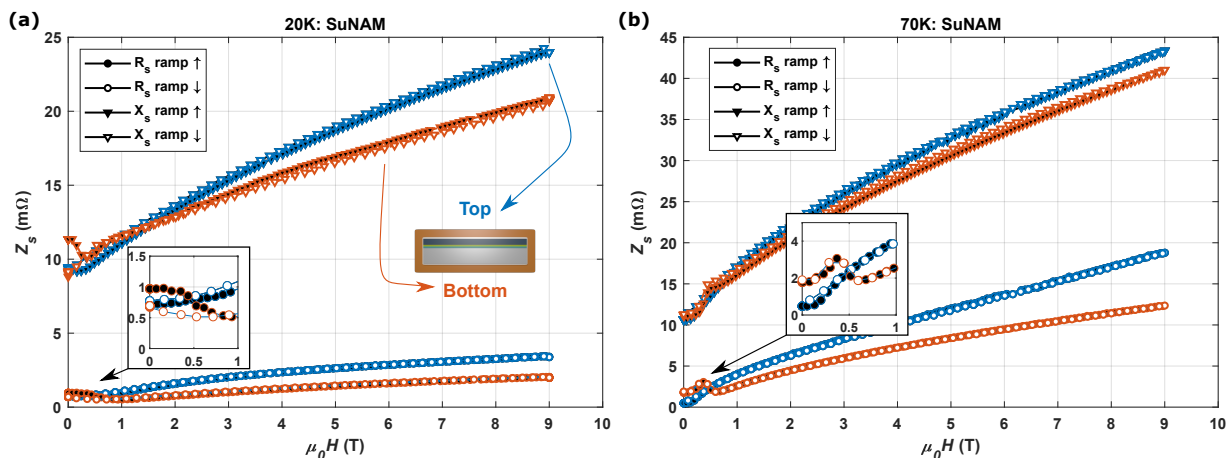 (a)
20K: SuNAM
25
20
15
10
5
0
Z_s (mΩ)
R_s ramp ↑
R_s ramp ↓
X_s ramp ↑
X_s ramp ↓
Top
Bottom
1.5
1.0
0.5
0
0
0.5
1
0 1 2 3 4 5 6 7 8 9 10
μ_0H (T)
(b)
70K: SuNAM
45
40
35
30
25
20
15
10
5
0
Z_s (mΩ)
R_s ramp ↑
R_s ramp ↓
X_s ramp ↑
X_s ramp ↓
4
2
0
0
0.5
1
0 1 2 3 4 5 6 7 8 9 10
μ_0H (T)